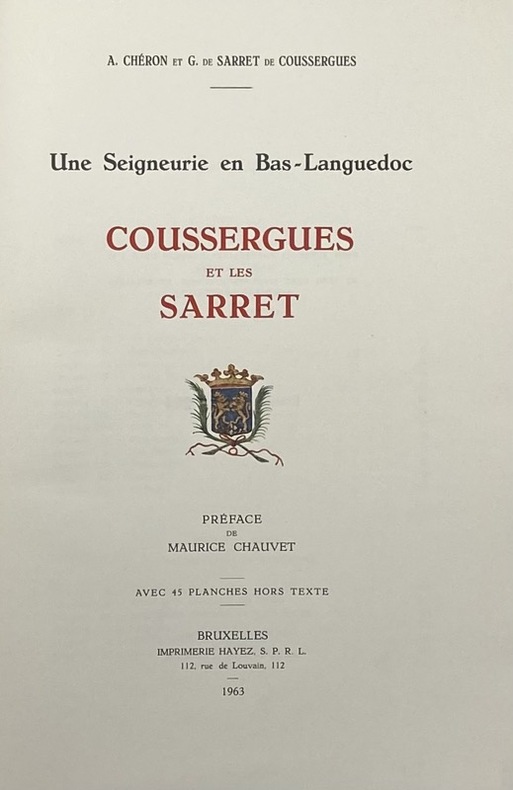 A. CHÉRON ET G. DE SARRET DE COUSSERGUES
Une Seigneurie en Bas-Languedoc
COUSSERGUES
ET LES
SARRET
PRÉFACE
DE
MAURICE CHAUVET
AVEC 45 PLANCHES HORS TEXTE
BRUXELLES
IMPRIMERIE HAYEZ, S. P. R. L.
112, rue de Louvain, 112
1963